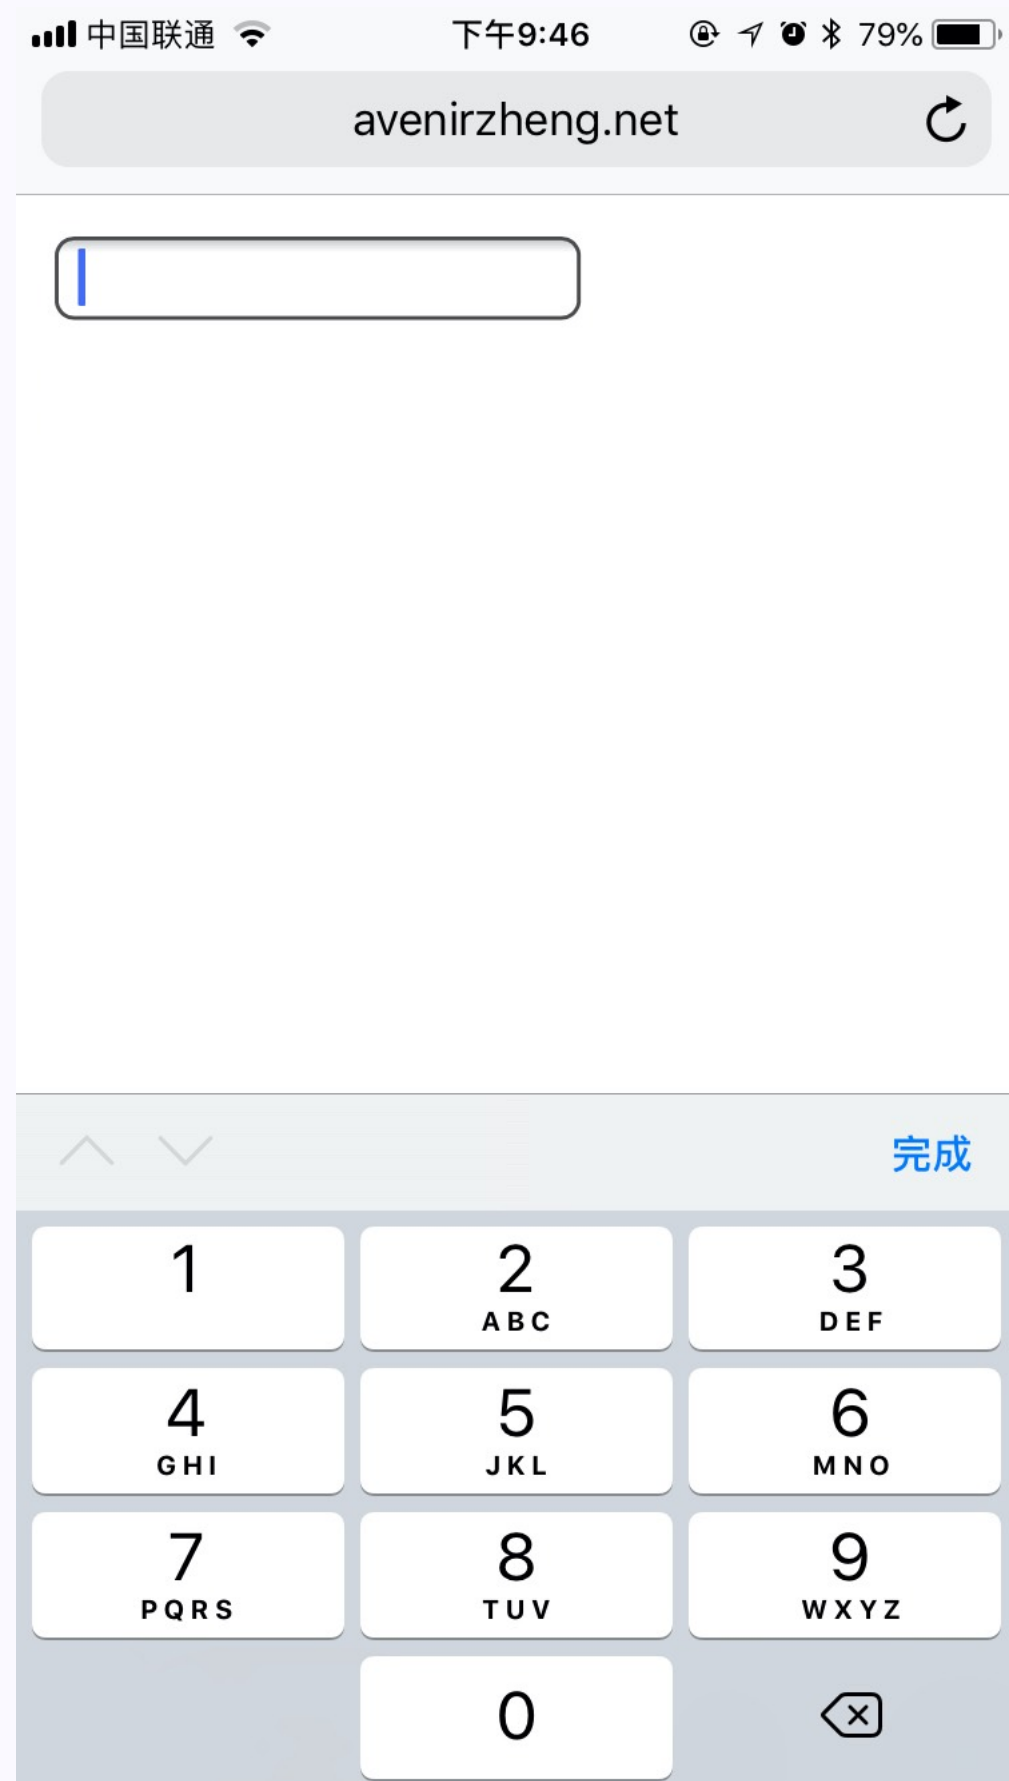 中国联通 下午9:46 79%
avenirzheng.net
完成
1 2 3
ABC DEF
4 5 6
GHI JKL MNO
7 8 9
PQRS TUV WXYZ
0